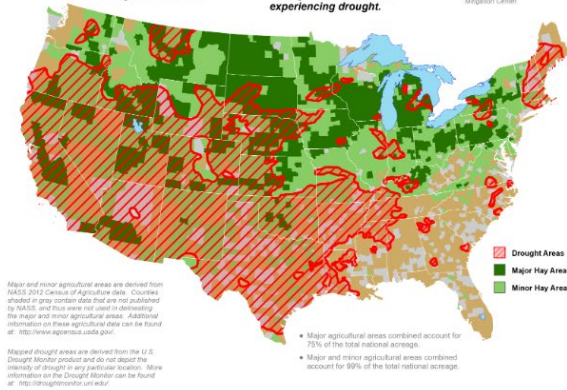 experiencing drought.
Mitigation Center
Drought Areas
Major Hay Area
Minor Hay Area
Major and minor agricultural areas are derived from
NASS 2012 Census of Agriculture data. Counties
shaded in gray contain data that are not published
by NASS, and thus were not used in delineating
the major and minor agricultural areas. Additional
information on these agricultural data can be found
at: http://www.agcensus.usda.gov/.
Mapped drought areas are derived from the U.S.
Drought Monitor product and do not depict the
intensity of drought in any particular location. More
information on the Drought Monitor can be found
at: http://droughtmonitor.unl.edu/.
• Major agricultural areas combined account for
75% of the total national acreage.
• Major and minor agricultural areas combined
account for 99% of the total national acreage.